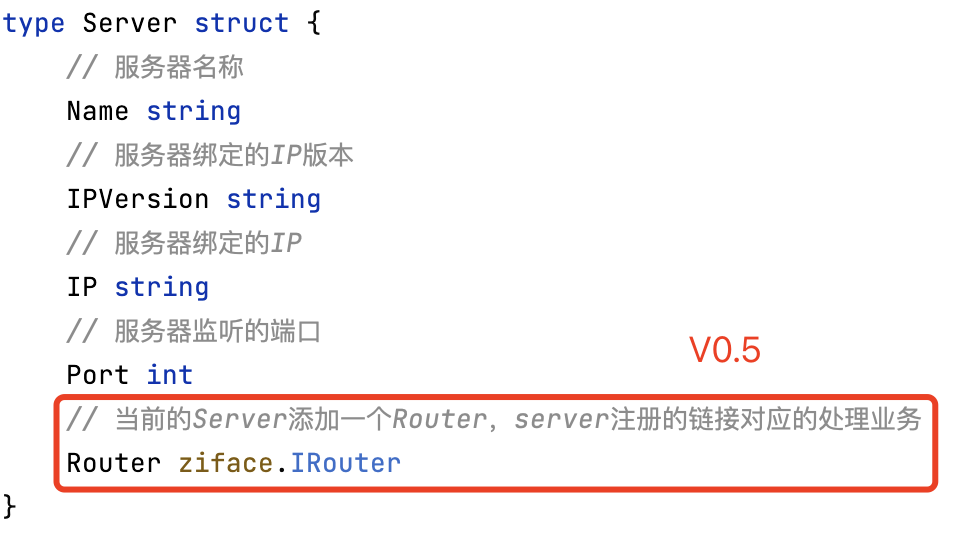 type Server struct {
// 服务器名称
Name string
// 服务器绑定的IP版本
IPVersion string
// 服务器绑定的IP
IP string
// 服务器监听的端口
V0.5
Port int
// 当前的Server添加一个Router，server注册的链接对应的处理业务
Router ziface.IRouter
}